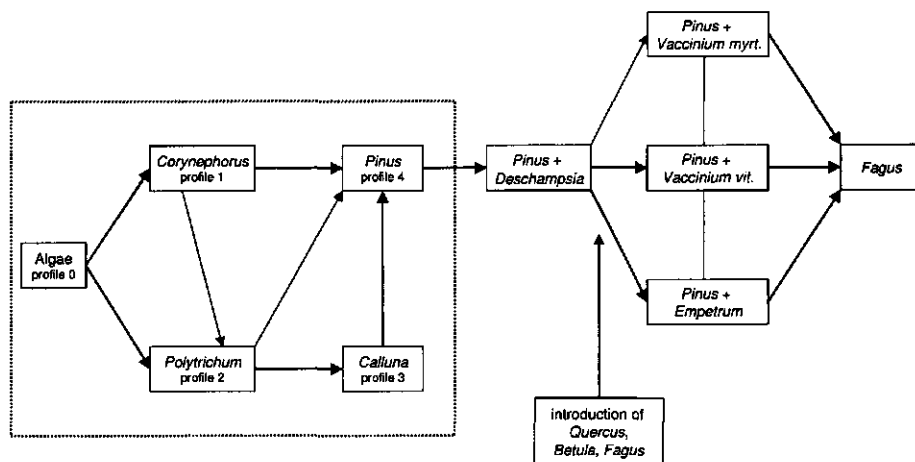 Pinus +
Vaccinium myrt.
Corynephorus
profile 1
Pinus
profile 4
Pinus +
Deschampsia
Pinus +
Vaccinium vit.
Fagus
Algae
profile 0
Pinus +
Empetrum
Polytrichum
profile 2
Calluna
profile 3
introduction of
Quercus,
Betula, Fagus